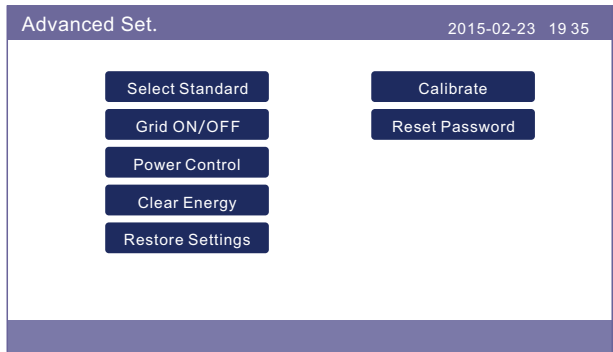 Advanced Set.
2015-02-23 19 35
Select Standard
Grid ON/OFF
Power Control
Clear Energy
Restore Settings
Calibrate
Reset Password